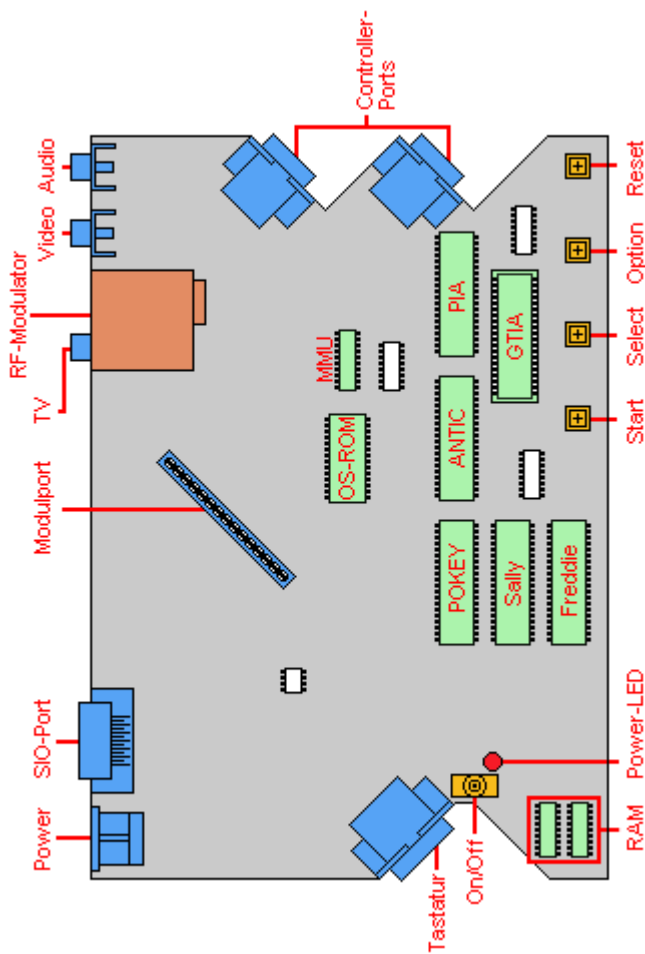 Controller-
Ports
Audio
Video
RF-Modulator
TV
Modulport
SIO-Port
Power
MMU
OS-ROM
PIA
GTIA
ANTIC
POKEY
Sally
Freddie
Reset
Option
Select
Start
Power-LED
RAM
On/Off
Tastatur